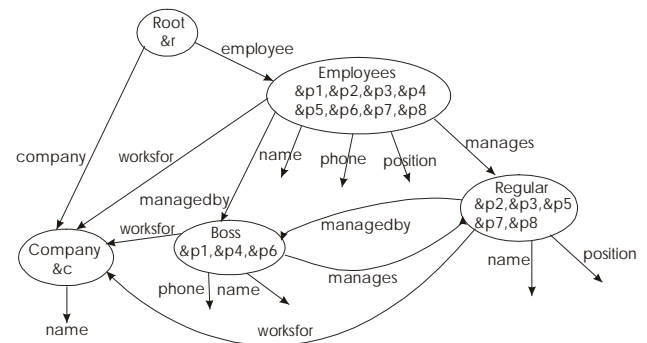 Root
&r
employee
Employees
&p1,&p2,&p3,&p4
&p5,&p6,&p7,&p8
company
worksfor
name
phone
position
manages
managedby
Regular
&p2,&p3,&p5
&p7,&p8
worksfor
Boss
&p1,&p4,&p6
managedby
Company
&c
manages
name
position
phone
name
name
worksfor